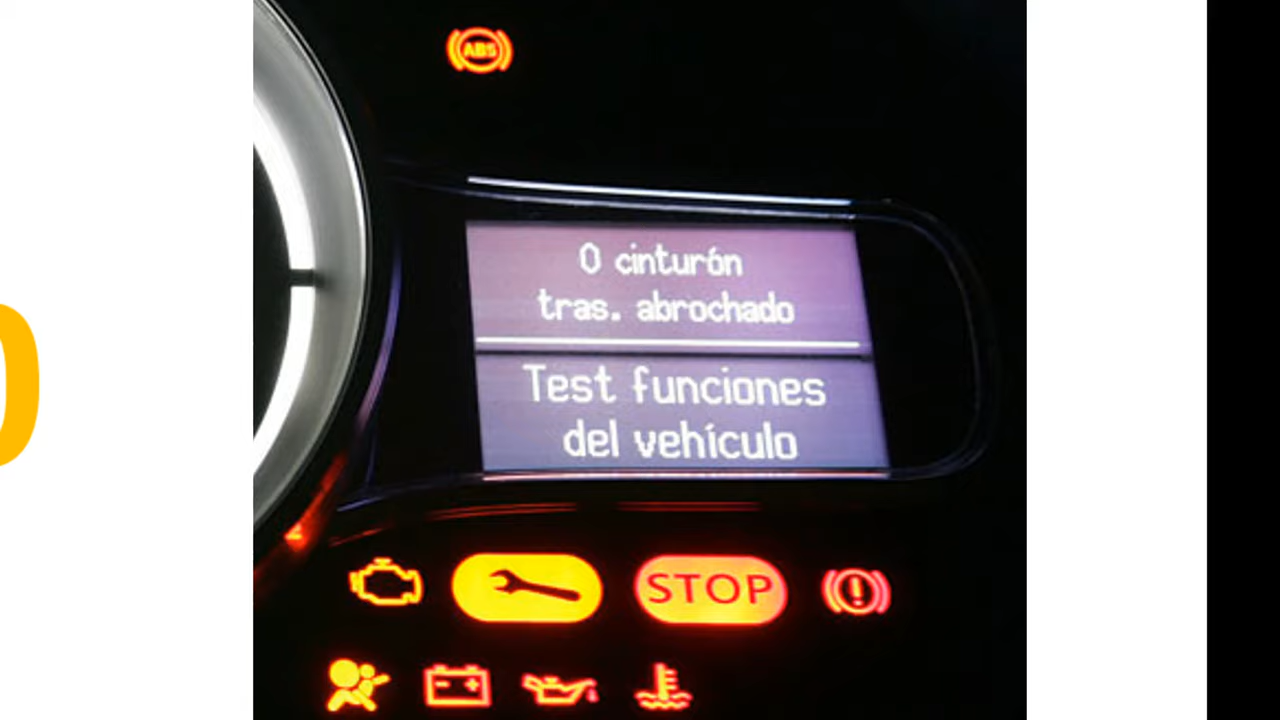 ABS
0 cinturón
tras. abrochado
Test funciones
del vehículo
STOP